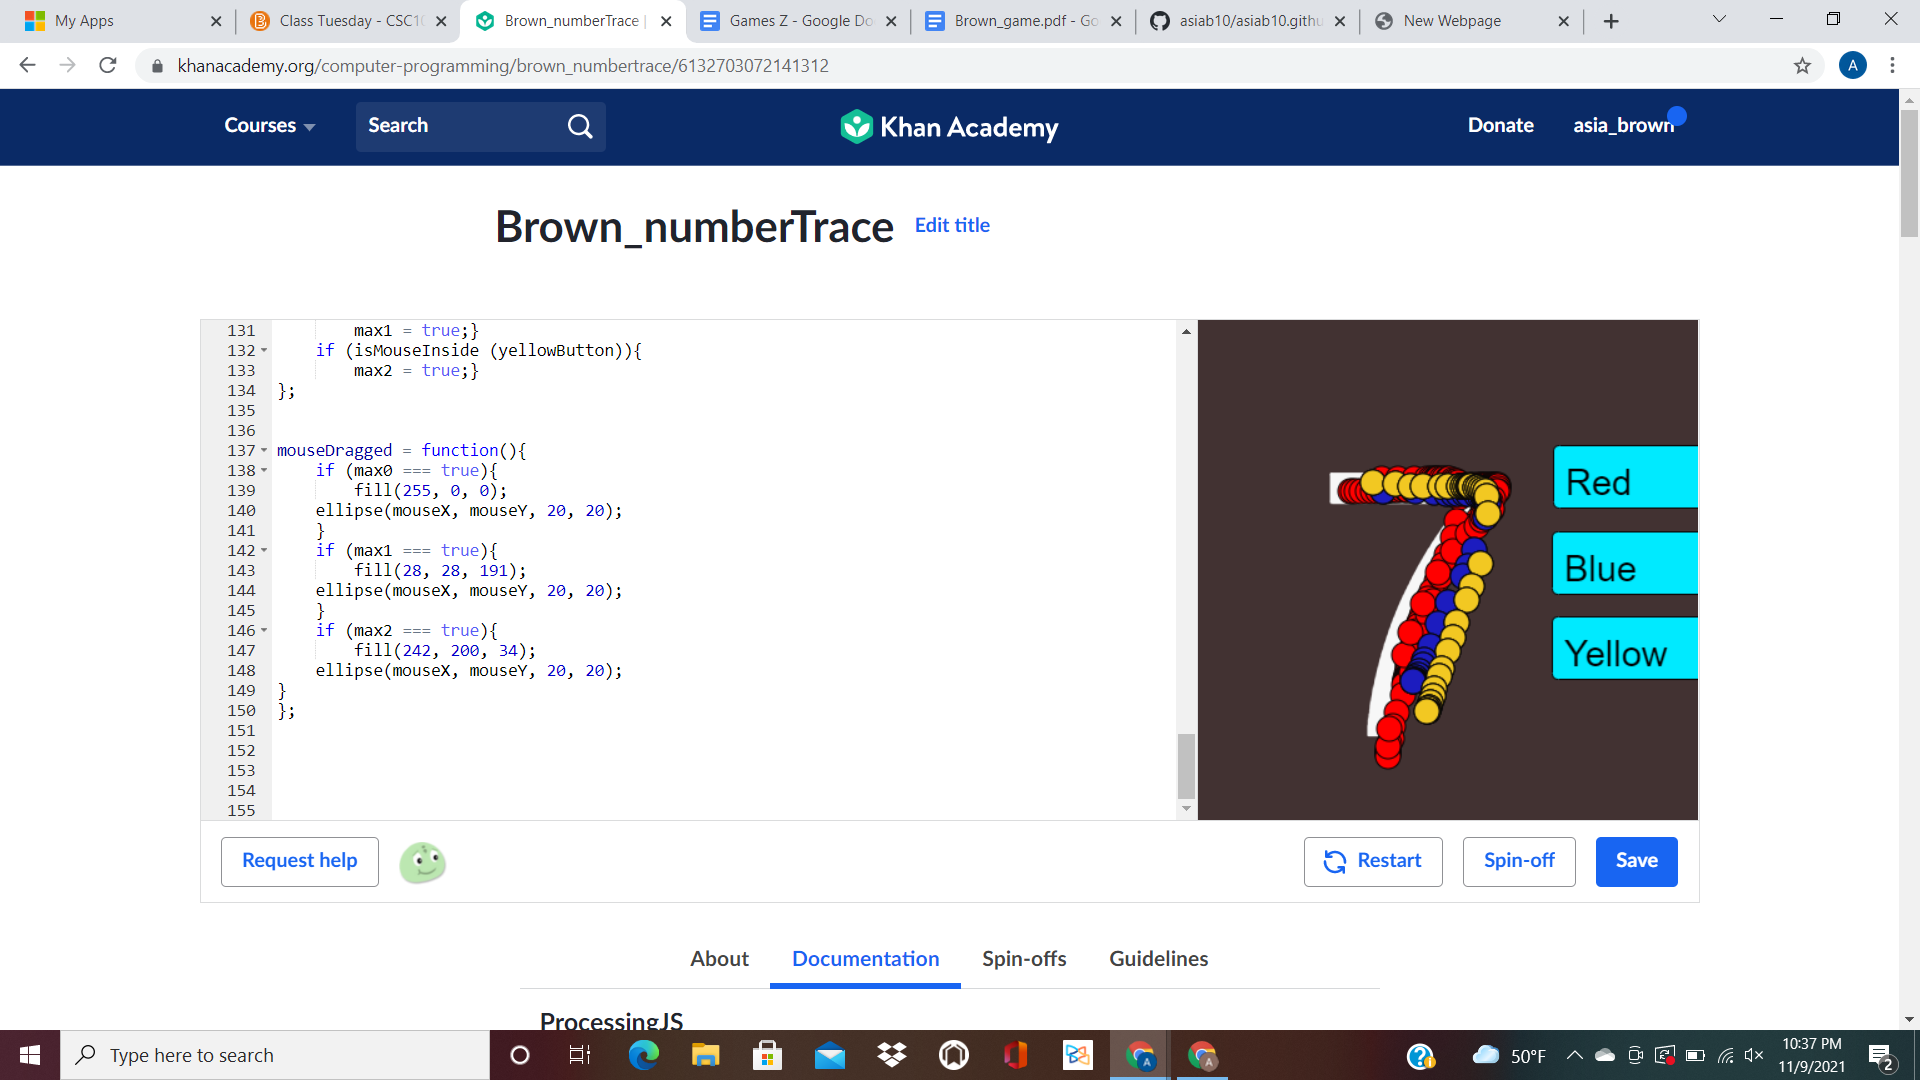 My Apps
Class Tuesday - CSC10
Brown_numberTrace |
Games Z - Google Do
Brown_game.pdf - Go
asiab10/asiab10.githu
New Webpage
khanacademy.org/computer-programming/brown_numbertrace/6132703072141312
A
Courses
Search
Khan Academy
Donate
asia_brown
Brown_numberTrace
Edit title
131 max1 = true;}
132 if (isMouseInside (yellowButton)){
133 max2 = true;}
134 };
135
136
137 mouseDragged = function(){
138 if (max0 === true){
139 fill(255, 0, 0);
140 ellipse(mouseX, mouseY, 20, 20);
141 }
142 if (max1 === true){
143 fill(28, 28, 191);
144 ellipse(mouseX, mouseY, 20, 20);
145 }
146 if (max2 === true){
147 fill(242, 200, 34);
148 ellipse(mouseX, mouseY, 20, 20);
149 }
150 };
151
152
153
154
155
7
Red
Blue
Yellow
Request help
Restart
Spin-off
Save
About
Documentation
Spin-offs
Guidelines
ProcessingJS
Type here to search
50°F
10:37 PM
11/9/2021
2